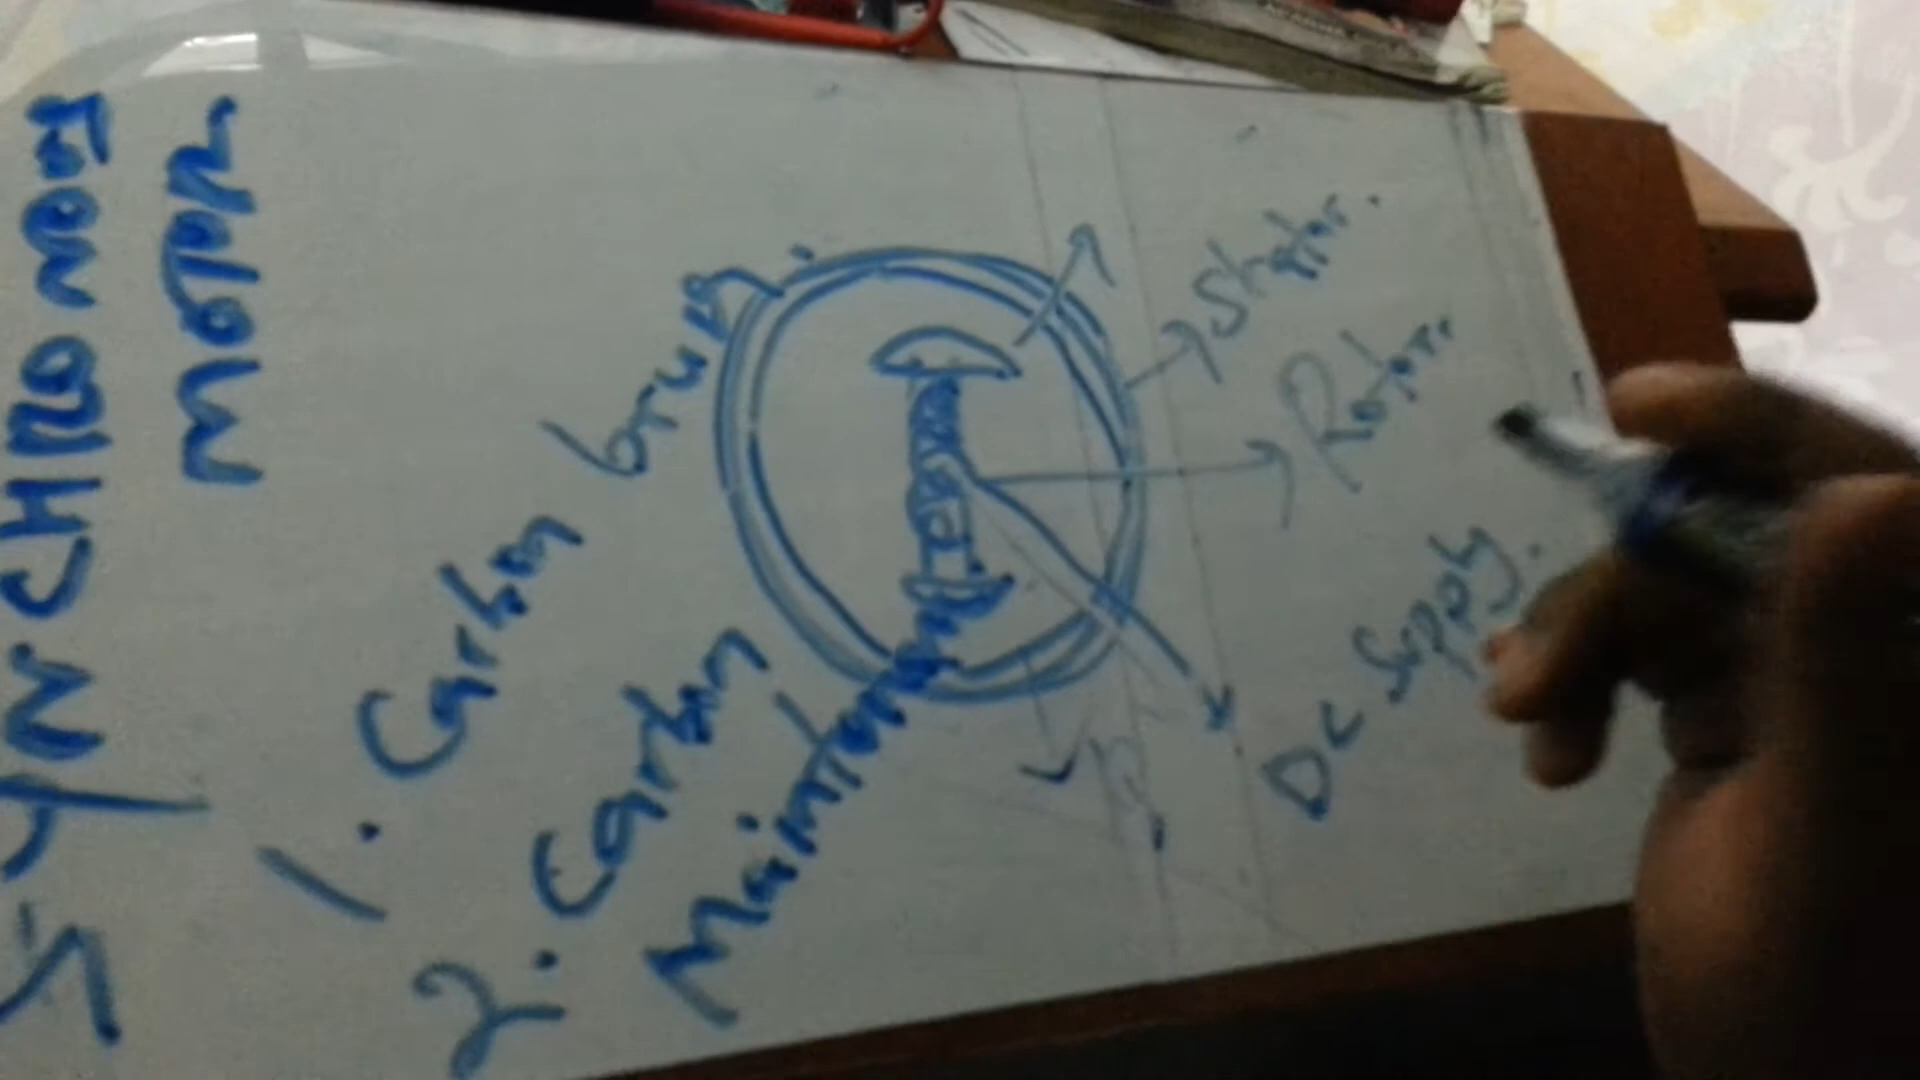 SYNCHRONOUS
MOTOR
1. Carbon brush.
2. Carbon
Maintenance
Stator.
Rotor.
DC Supply.